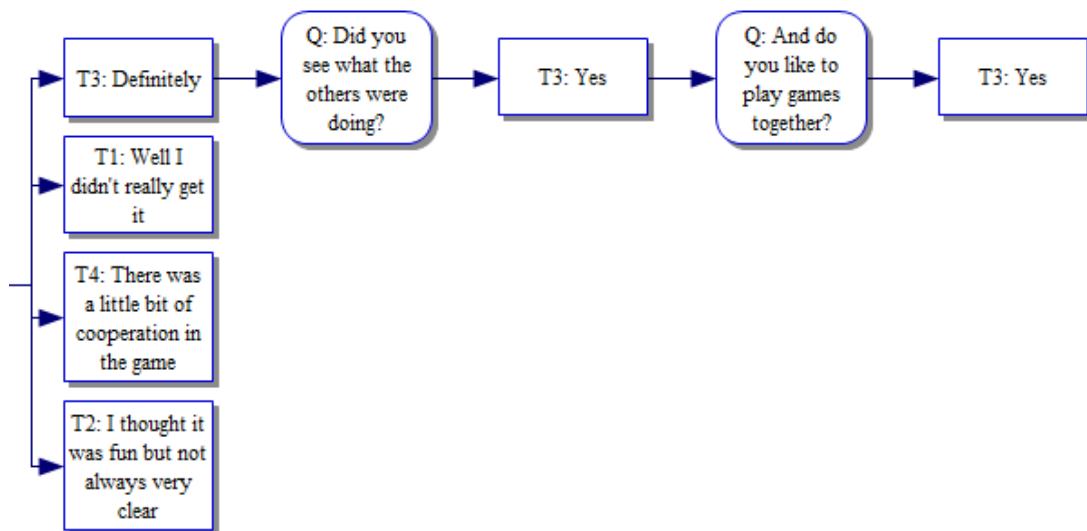 T3: Definitely
Q: Did you
see what the
others were
doing?
T3: Yes
Q: And do
you like to
play games
together?
T3: Yes
T1: Well I
didn't really get
it
T4: There was
a little bit of
cooperation in
the game
T2: I thought it
was fun but not
always very
clear